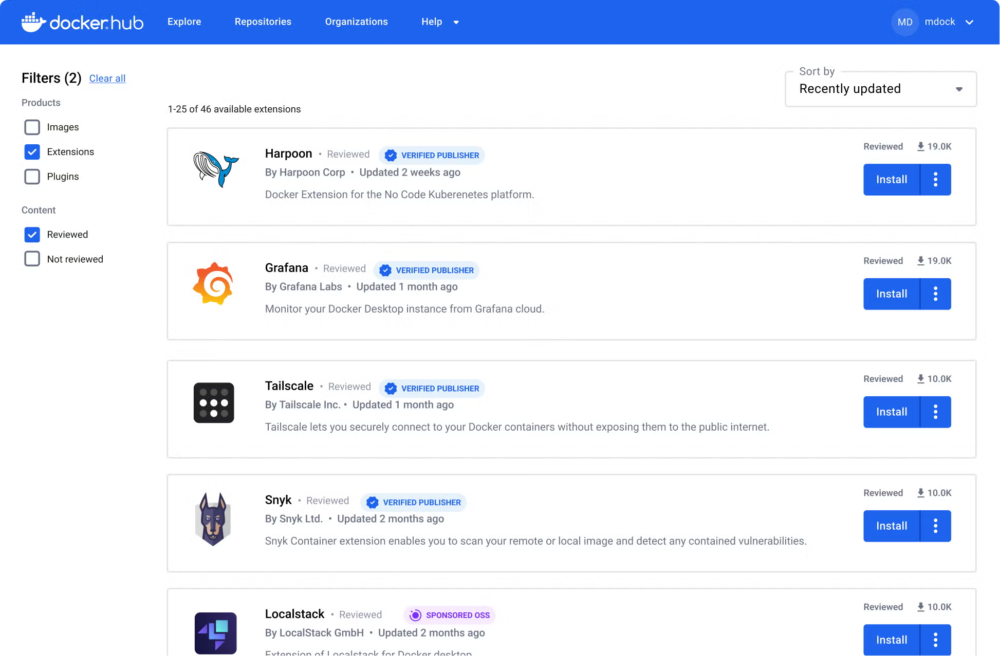 docker.hub Explore Repositories Organizations Help MD mdock
Filters (2) Clear all
Products
Images
Extensions
Plugins
Content
Reviewed
Not reviewed
Sort by
Recently updated
1-25 of 46 available extensions
Harpoon • Reviewed VERIFIED PUBLISHER
By Harpoon Corp • Updated 2 weeks ago
Docker Extension for the No Code Kuberenetes platform.
Reviewed 19.0K
Install
Grafana • Reviewed VERIFIED PUBLISHER
By Grafana Labs • Updated 1 month ago
Monitor your Docker Desktop instance from Grafana cloud.
Reviewed 19.0K
Install
Tailscale • Reviewed VERIFIED PUBLISHER
By Tailscale Inc. • Updated 1 month ago
Tailscale lets you securely connect to your Docker containers without exposing them to the public internet.
Reviewed 10.0K
Install
Snyk • Reviewed VERIFIED PUBLISHER
By Snyk Ltd. • Updated 2 months ago
Snyk Container extension enables you to scan your remote or local image and detect any contained vulnerabilities.
Reviewed 10.0K
Install
Localstack • Reviewed SPONSORED OSS
By LocalStack GmbH • Updated 2 months ago
Extension of Localstack for Docker desktop
Reviewed 10.0K
Install